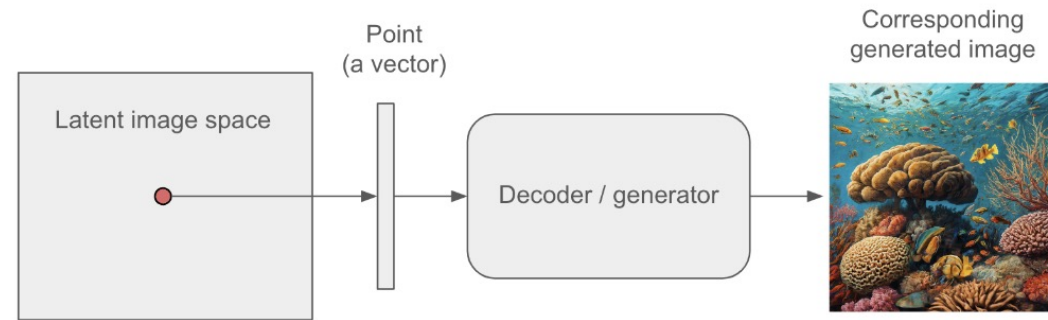 Latent image space
Point
(a vector)
Decoder / generator
Corresponding
generated image